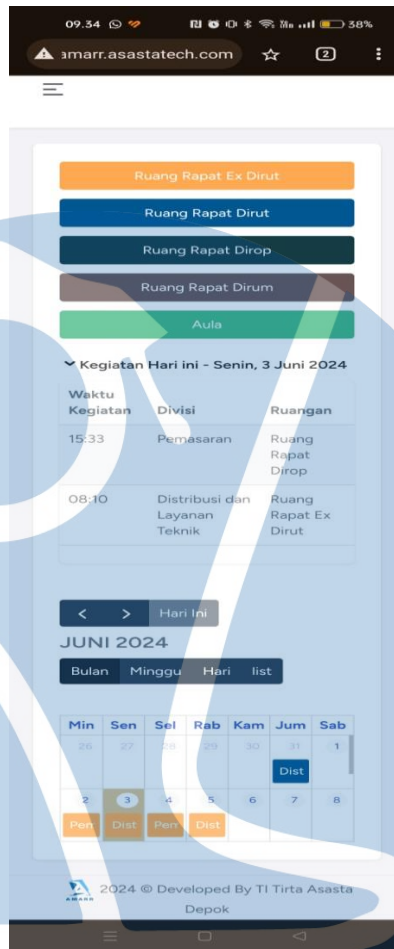 09.34
38%
amarr.asastatech.com
2
Ruang Rapat Ex Dirut
Ruang Rapat Dirut
Ruang Rapat Dirop
Ruang Rapat Dirum
Aula
Kegiatan Hari ini - Senin, 3 Juni 2024
Waktu Kegiatan Divisi Ruangan
15:33 Pemasaran Ruang Rapat Dirop
08:10 Distribusi dan Layanan Teknik Ruang Rapat Ex Dirut
< > Hari Ini
JUNI 2024
Bulan Minggu Hari list
Min Sen Sel Rab Kam Jum Sab
26 27 28 29 30 31 1
Dist
2 3 4 5 6 7 8
Pem Dist Pem Dist
AMARR
2024 © Developed By TI Tirta Asasta
Depok